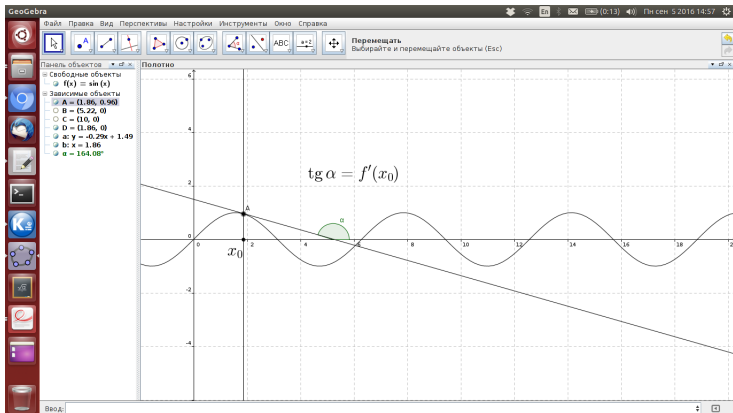 GeoGebra
En (0:13) Пн сен 5 2016 14:57
Файл Правка Вид Перспективы Настройки Инструменты Окно Справка
ABC a=2 Перемещать
Выбирайте и перемещайте объекты (Esc)
Панель объектов
Полотно
Свободные объекты
f(x) = sin(x)
Зависимые объекты
A = (1.86, 0.96)
B = (5.22, 0)
C = (10, 0)
D = (1.86, 0)
a: y = -0.29x + 1.49
b: x = 1.86
α = 164.08°
6
4
tg α = f′(x₀)
2
A
α
0
0 2 4 6 8 10 12 14 16 18 20
x₀
-2
-4
Ввод: